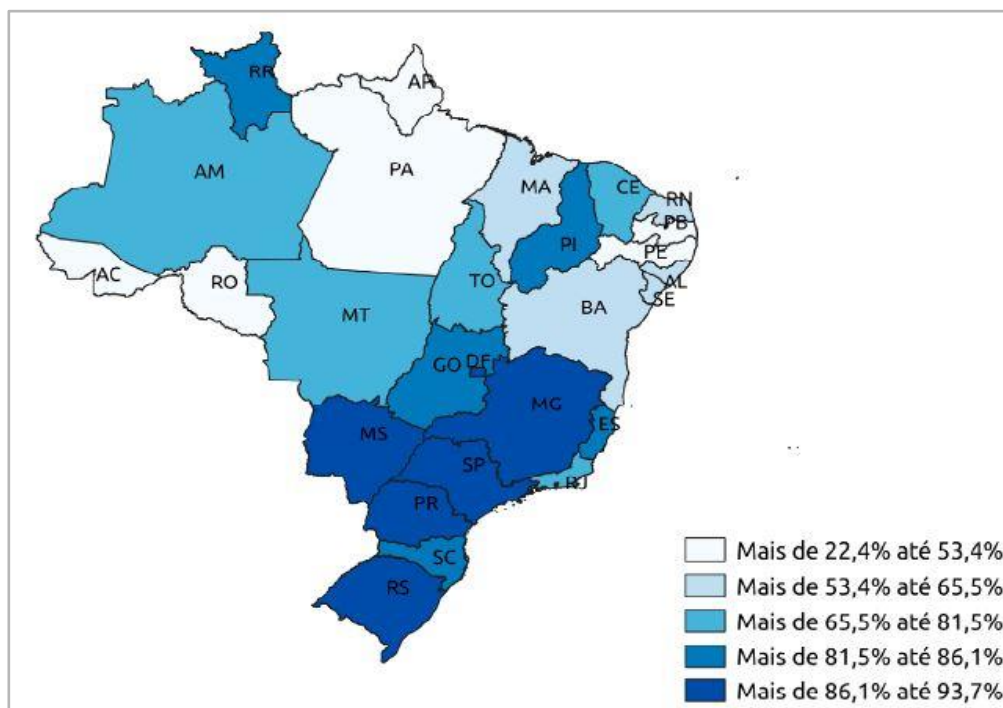 RR
AP
AM
PA
MA
CE
RN
PB
PI
PE
AC
RO
TO
AL
SE
MT
BA
GO
DF
MG
MS
ES
SP
RJ
PR
SC
RS
Mais de 22,4% até 53,4%
Mais de 53,4% até 65,5%
Mais de 65,5% até 81,5%
Mais de 81,5% até 86,1%
Mais de 86,1% até 93,7%